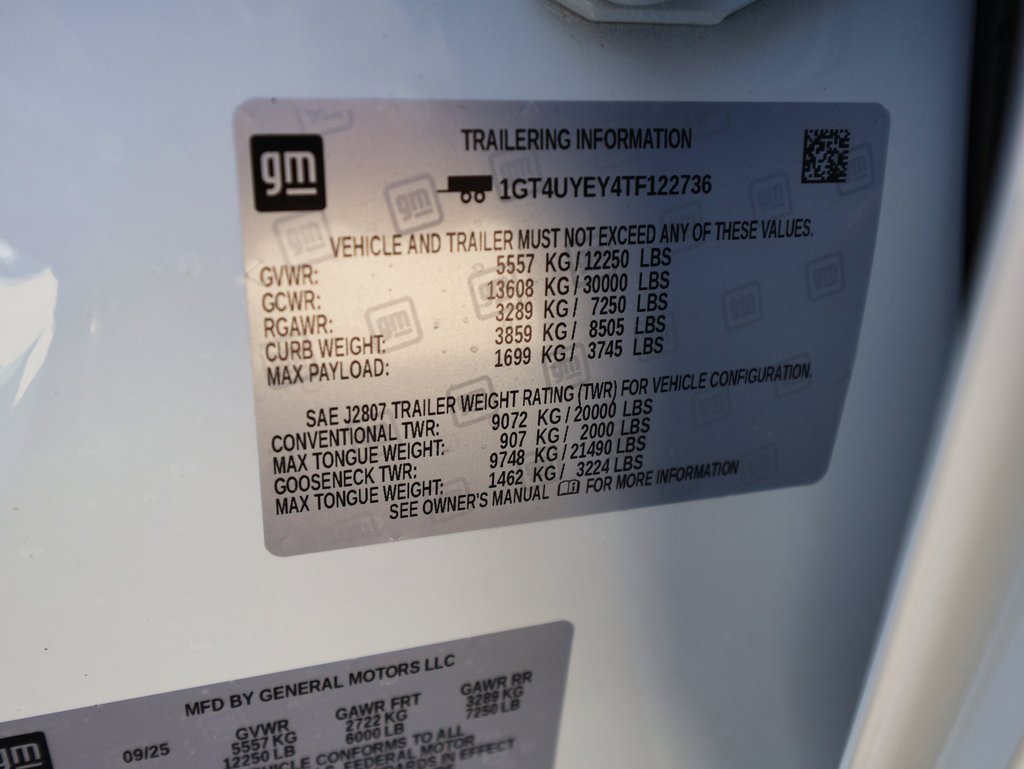 gm
TRAILERING INFORMATION
1GT4UYEY4TF122736
VEHICLE AND TRAILER MUST NOT EXCEED ANY OF THESE VALUES.
GVWR: 5557 KG/12250 LBS
GCWR: 13608 KG/30000 LBS
RGAWR: 3289 KG/ 7250 LBS
CURB WEIGHT: 3859 KG/ 8505 LBS
MAX PAYLOAD: 1699 KG/ 3745 LBS
SAE J2807 TRAILER WEIGHT RATING (TWR) FOR VEHICLE CONFIGURATION.
CONVENTIONAL TWR: 9072 KG/20000 LBS
MAX TONGUE WEIGHT: 907 KG/ 2000 LBS
GOOSENECK TWR: 9748 KG/21490 LBS
MAX TONGUE WEIGHT: 1462 KG/ 3224 LBS
SEE OWNER'S MANUAL FOR MORE INFORMATION
gm
MFD BY GENERAL MOTORS LLC
09/25
GVWR GAWR FRT GAWR RR
5557 KG 2722 KG 3289 KG
12250 LB 6000 LB 7250 LB
VEHICLE CONFORMS TO ALL
FEDERAL MOTOR
STANDARDS IN EFFECT